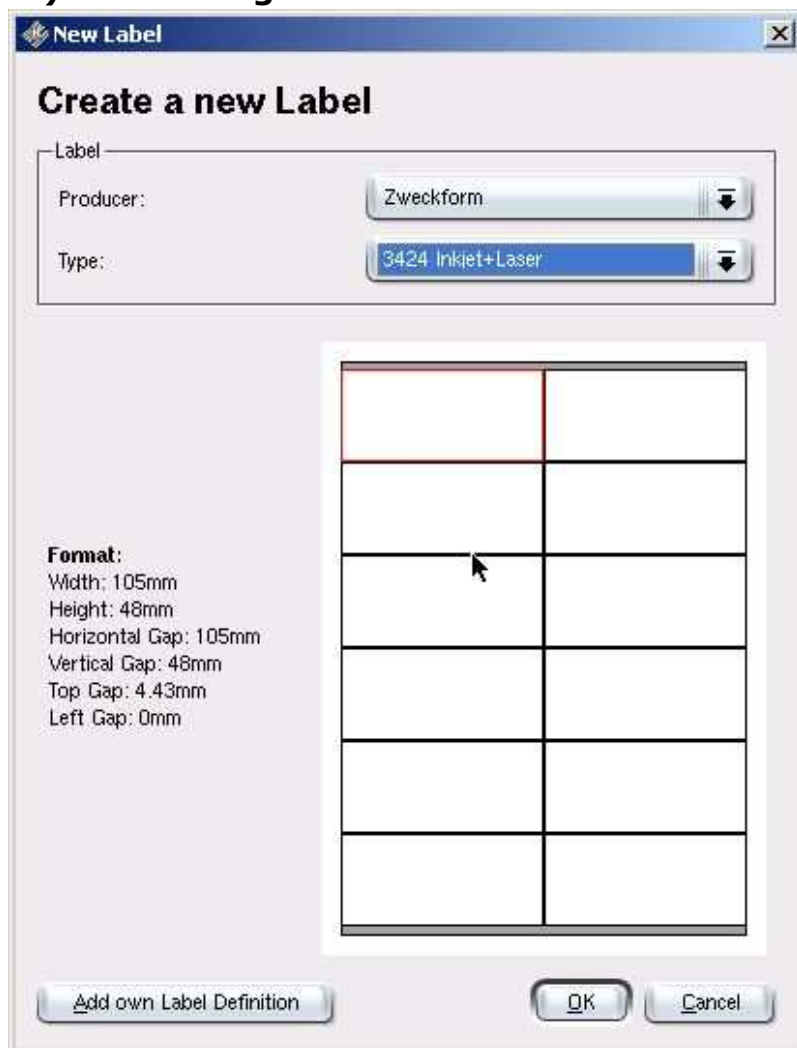 New Label
Create a new Label
Label
Producer:
Zweckform
Type:
3424 Inkjet+Laser
Format:
Width: 105mm
Height: 48mm
Horizontal Gap: 105mm
Vertical Gap: 48mm
Top Gap: 4.43mm
Left Gap: 0mm
Add own Label Definition
OK
Cancel